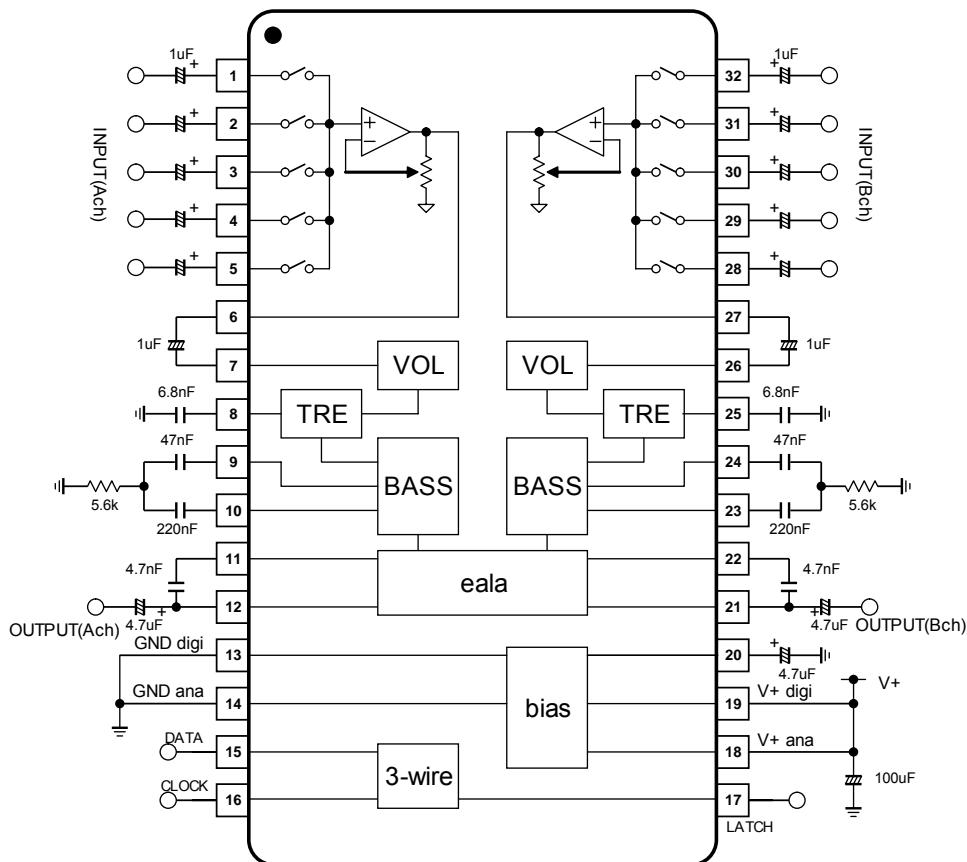 1uF + 1 32 + 1uF
+ 2 31 +
INPUT(Ach)
INPUT(Bch)
+ 3 30 +
+ 4 29 +
+ 5 28 +
+ −
− +
6 27
1uF 1uF
7 VOL VOL 26
6.8nF 6.8nF
8 TRE TRE 25
47nF 47nF
9 24
BASS BASS
5.6k 5.6k
10 23
220nF 220nF
11 22
4.7nF 4.7nF
eala
12 21
OUTPUT(Ach) 4.7uF + + 4.7uF OUTPUT(Bch)
GND digi 13 20 + 4.7uF
V+
GND ana 14 bias 19 V+ digi
DATA 15 18 V+ ana
3-wire 100uF
CLOCK 16 17
LATCH